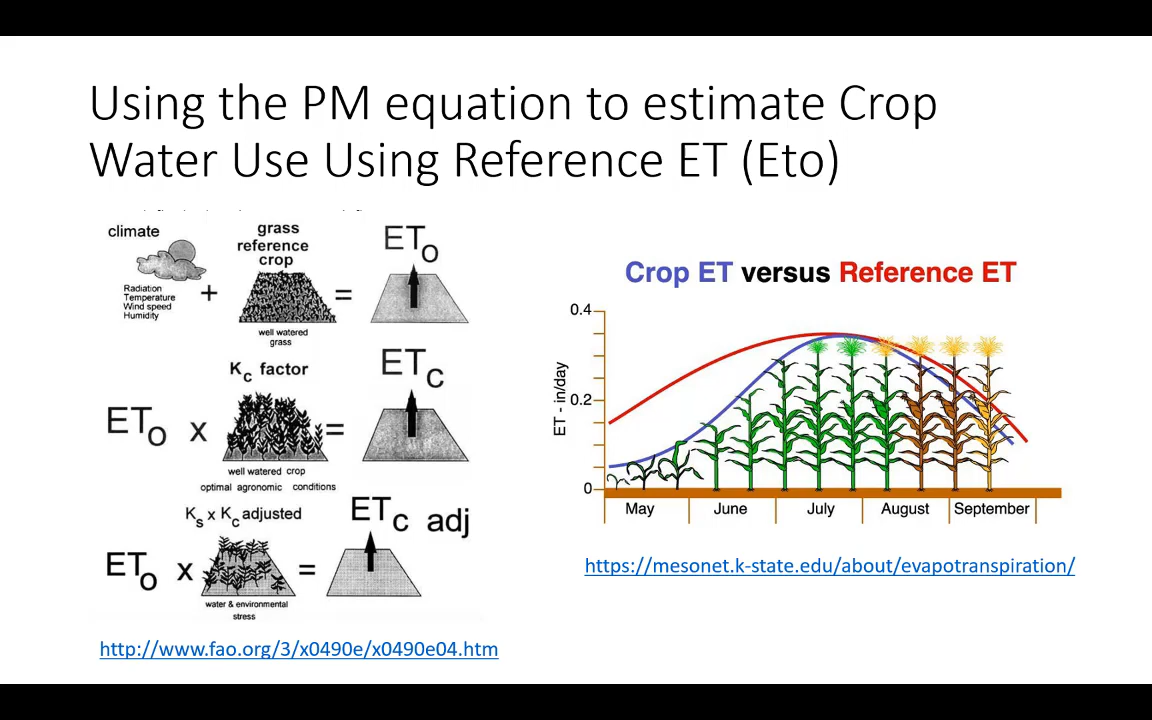 Using the PM equation to estimate Crop
Water Use Using Reference ET (Eto)
climate
grass
reference
crop
ETO
Radiation
Temperature
Wind speed
Humidity
+
=
well watered
grass
Kc factor
ETC
ETO x
=
well watered crop
optimal agronomic conditions
Ks x Kc adjusted
ETC adj
ETO x
=
water & environmental
stress
http://www.fao.org/3/x0490e/x0490e04.htm
Crop ET versus Reference ET
0.4
ET - in/day
0.2
0
May June July August September
https://mesonet.k-state.edu/about/evapotranspiration/